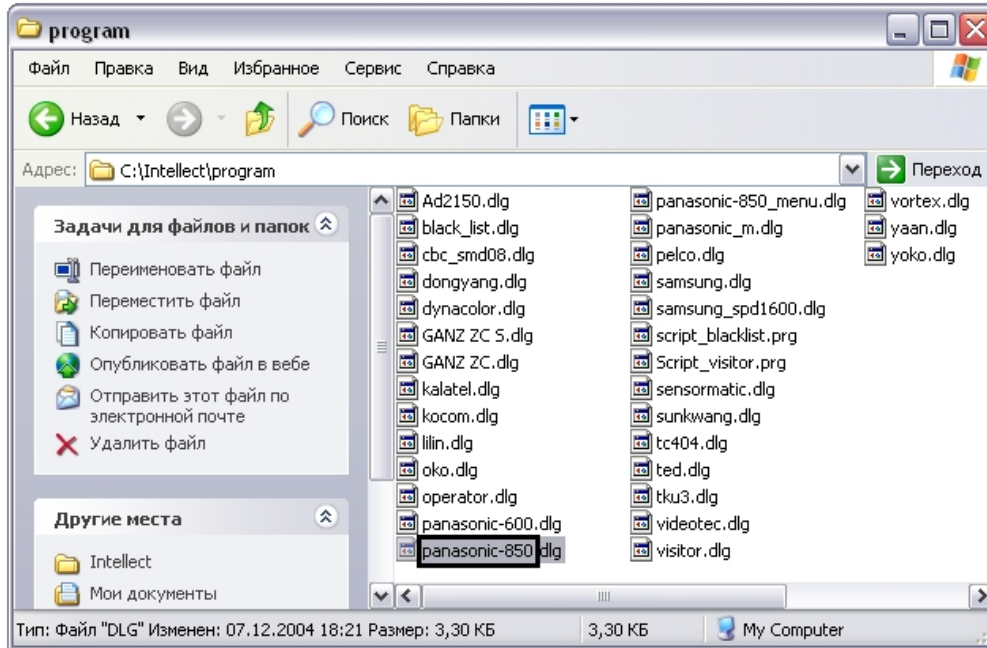 program
Файл Правка Вид Избранное Сервис Справка
Назад Поиск Папки
Адрес: C:\Intellect\program Переход
Задачи для файлов и папок
Переименовать файл
Переместить файл
Копировать файл
Опубликовать файл в вебе
Отправить этот файл по
электронной почте
Удалить файл
Другие места
Intellect
Мои документы
Ad2150.dlg
black_list.dlg
cbc_smd08.dlg
dongyang.dlg
dynacolor.dlg
GANZ ZC S.dlg
GANZ ZC.dlg
kalatel.dlg
kocom.dlg
lilin.dlg
oko.dlg
operator.dlg
panasonic-600.dlg
panasonic-850.dlg
panasonic-850_menu.dlg
panasonic_m.dlg
pelco.dlg
samsung.dlg
samsung_spd1600.dlg
script_blacklist.prg
Script_visitor.prg
sensormatic.dlg
sunkwang.dlg
tc404.dlg
ted.dlg
tku3.dlg
videotec.dlg
visitor.dlg
vortex.dlg
yaan.dlg
yoko.dlg
Тип: Файл "DLG" Изменен: 07.12.2004 18:21 Размер: 3,30 КБ 3,30 КБ My Computer